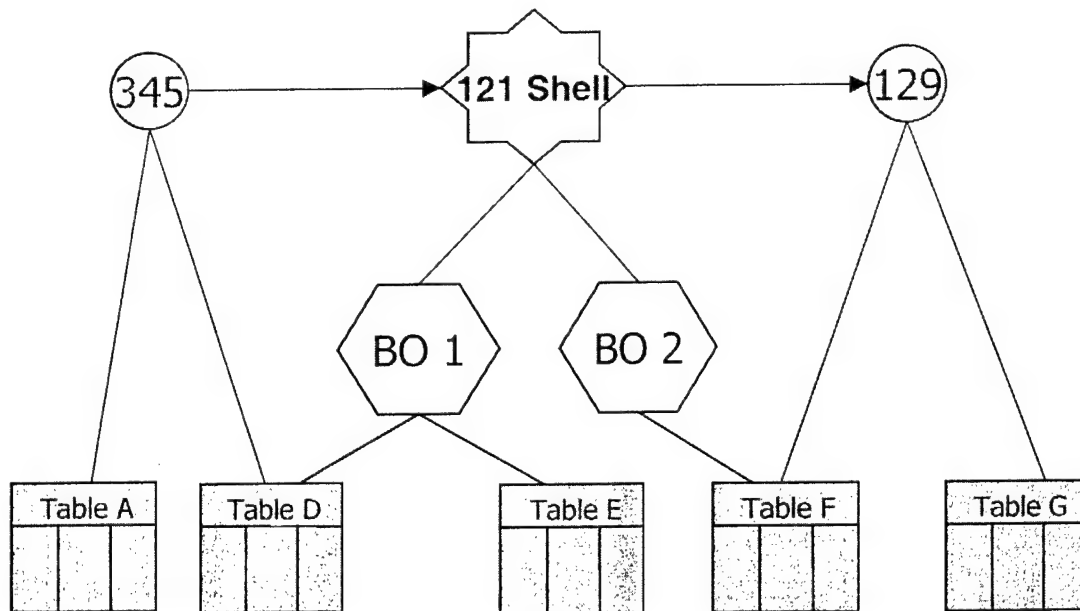 345
121 Shell
129
BO 1
BO 2
Table A
Table D
Table E
Table F
Table G